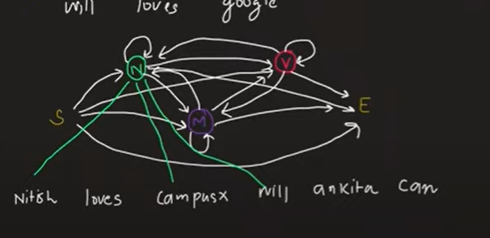 will loves google
N V
S M E
Nitish loves campusx will ankita can